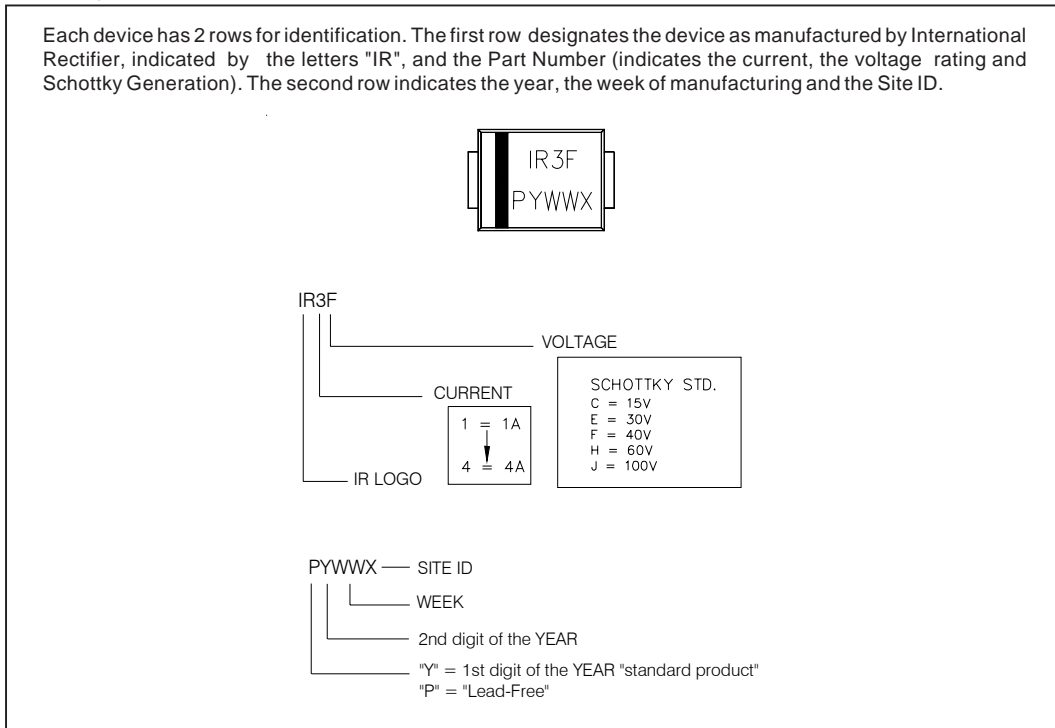 Each device has 2 rows for identification. The first row designates the device as manufactured by International
Rectifier, indicated by the letters "IR", and the Part Number (indicates the current, the voltage rating and
Schottky Generation). The second row indicates the year, the week of manufacturing and the Site ID.
IR3F
PYWWX
IR3F
VOLTAGE
SCHOTTKY STD.
C = 15V
E = 30V
F = 40V
H = 60V
J = 100V
CURRENT
1 = 1A
4 = 4A
IR LOGO
PYWWX
SITE ID
WEEK
2nd digit of the YEAR
"Y" = 1st digit of the YEAR "standard product"
"P" = "Lead-Free"